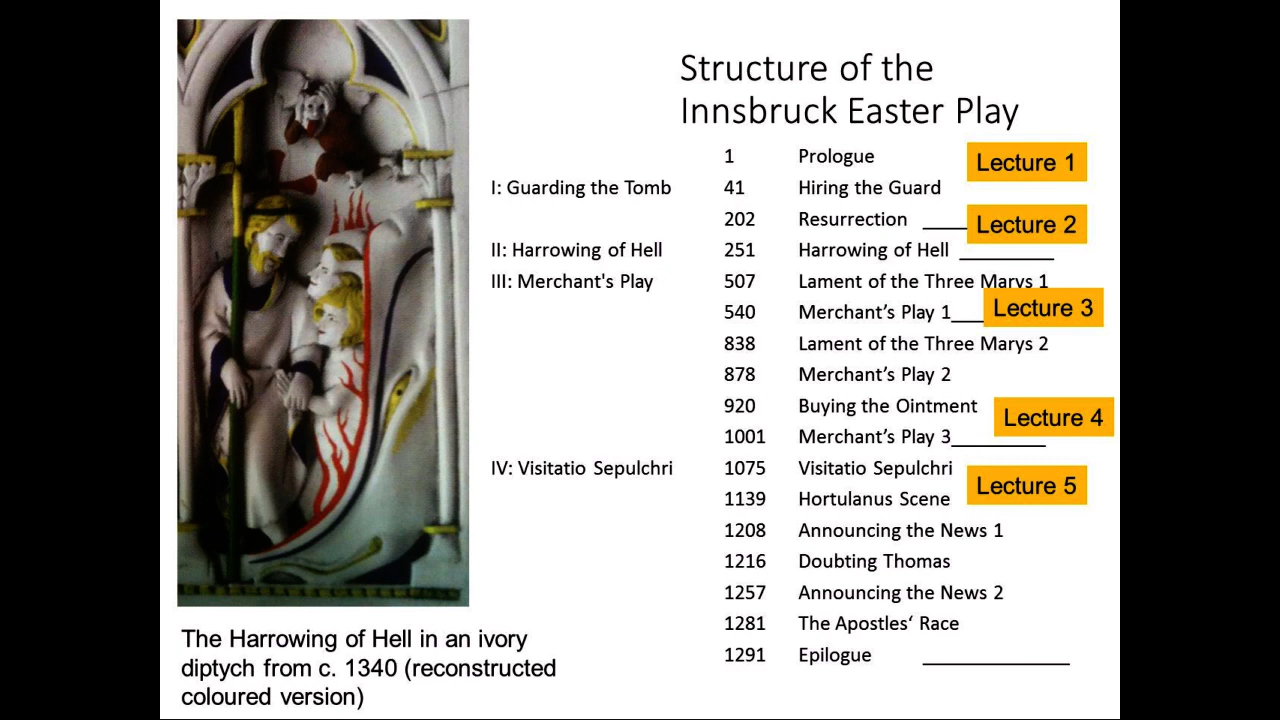 Structure of the
Innsbruck Easter Play
1 Prologue
Lecture 1
I: Guarding the Tomb 41 Hiring the Guard
202 Resurrection
Lecture 2
II: Harrowing of Hell 251 Harrowing of Hell
III: Merchant's Play 507 Lament of the Three Marys 1
540 Merchant’s Play 1
Lecture 3
838 Lament of the Three Marys 2
878 Merchant’s Play 2
920 Buying the Ointment
Lecture 4
1001 Merchant’s Play 3
IV: Visitatio Sepulchri 1075 Visitatio Sepulchri
Lecture 5
1139 Hortulanus Scene
1208 Announcing the News 1
1216 Doubting Thomas
1257 Announcing the News 2
1281 The Apostles‘ Race
1291 Epilogue
The Harrowing of Hell in an ivory
diptych from c. 1340 (reconstructed
coloured version)